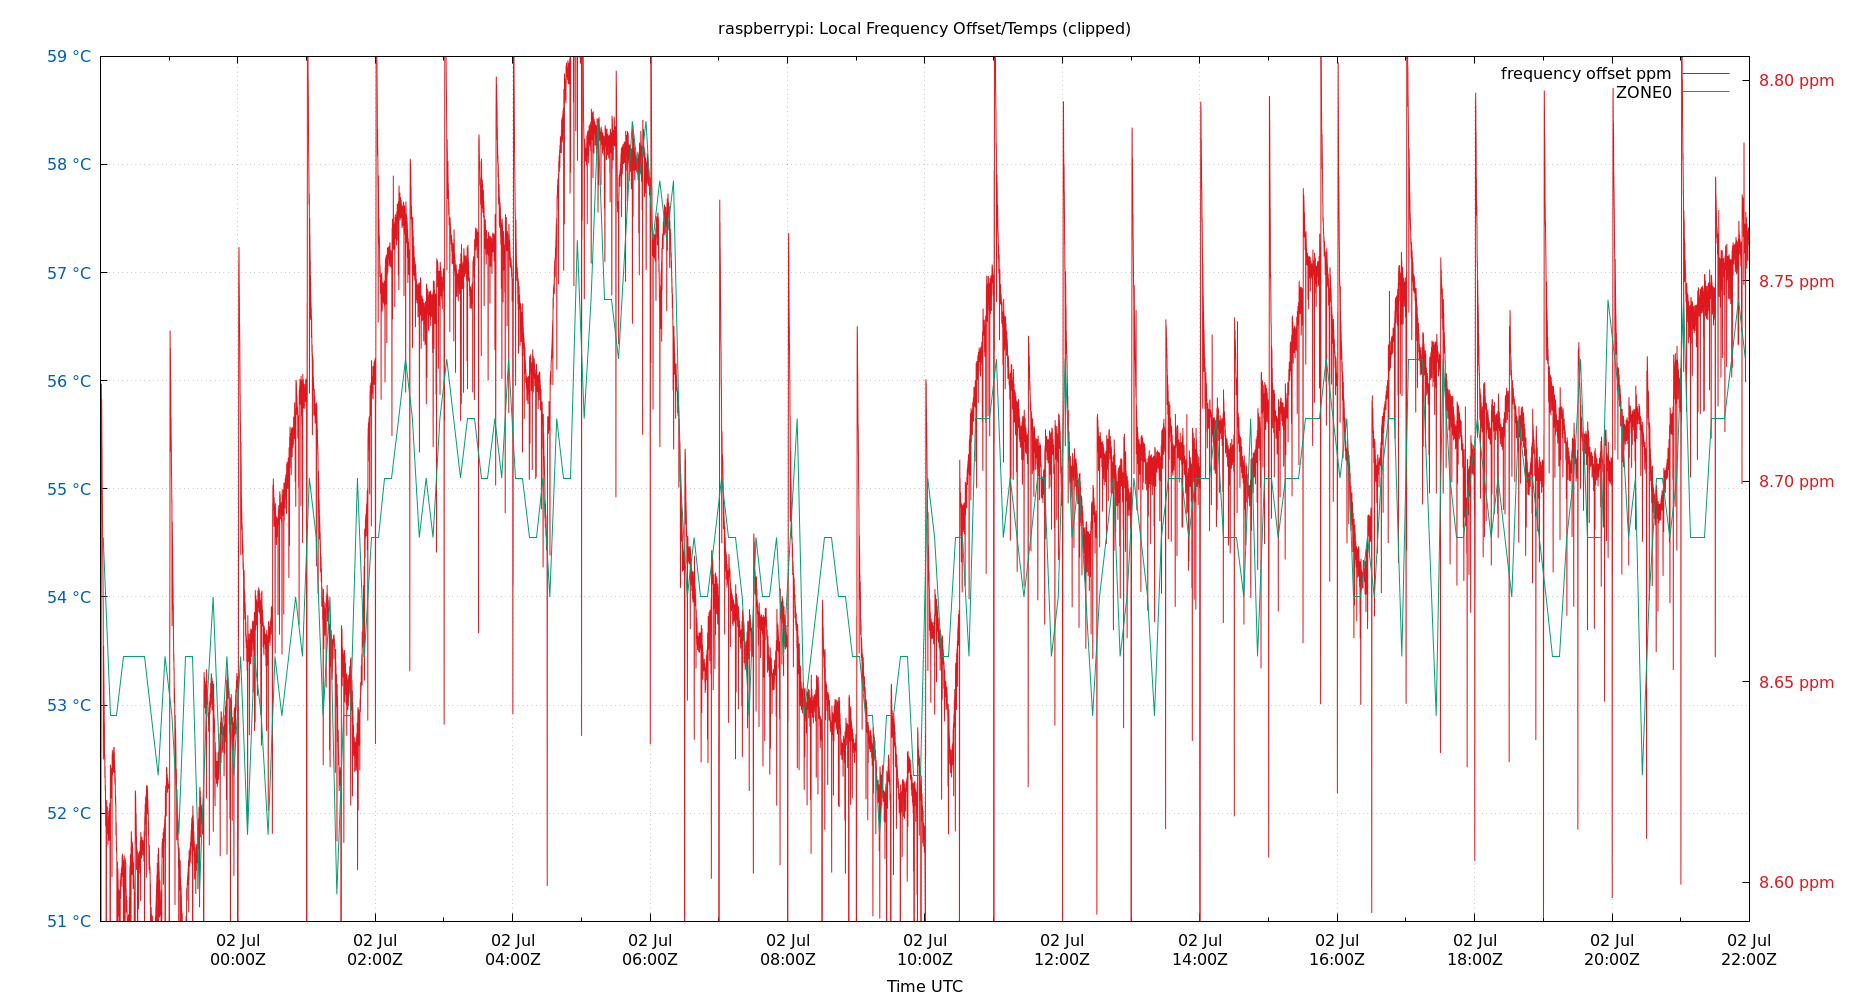 raspberrypi: Local Frequency Offset/Temps (clipped)
59 °C
58 °C
57 °C
56 °C
55 °C
54 °C
53 °C
52 °C
51 °C
frequency offset ppm
ZONE0
8.80 ppm
8.75 ppm
8.70 ppm
8.65 ppm
8.60 ppm
02 Jul
00:00Z
02 Jul
02:00Z
02 Jul
04:00Z
02 Jul
06:00Z
02 Jul
08:00Z
02 Jul
10:00Z
02 Jul
12:00Z
02 Jul
14:00Z
02 Jul
16:00Z
02 Jul
18:00Z
02 Jul
20:00Z
02 Jul
22:00Z
Time UTC